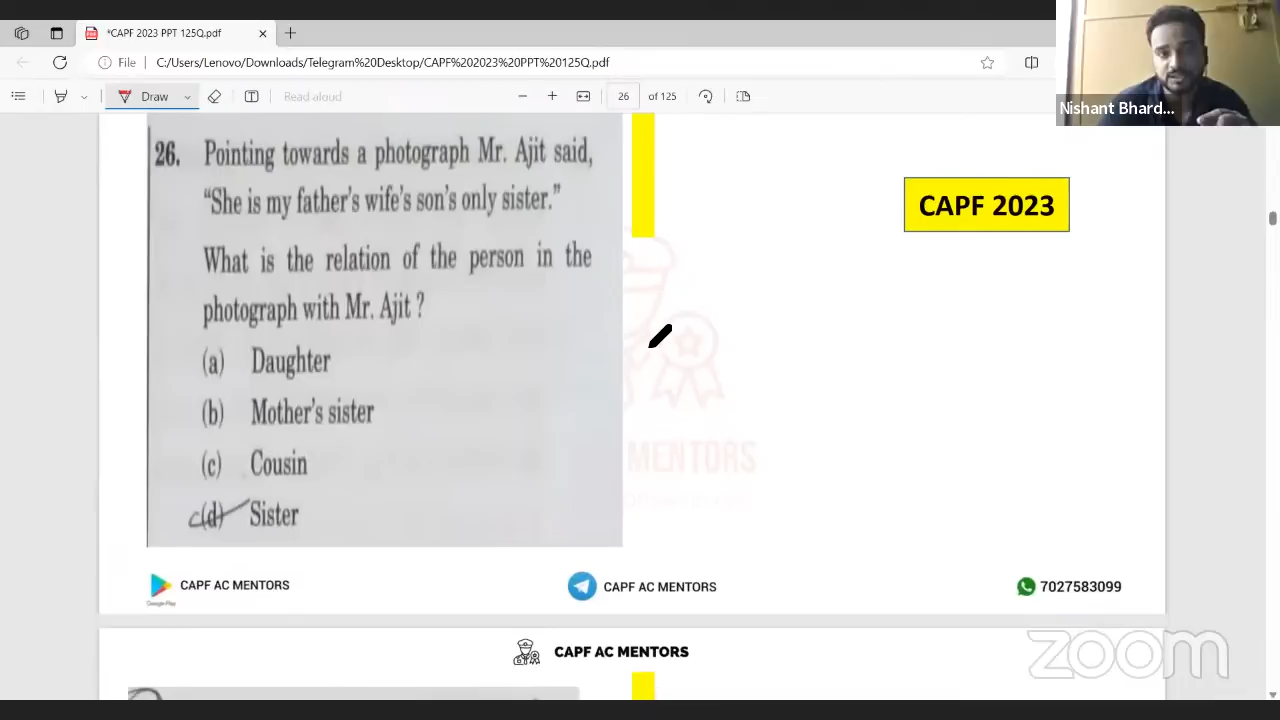 *CAPF 2023 PPT 125Q.pdf
File
C:/Users/Lenovo/Downloads/Telegram%20Desktop/CAPF%202023%20PPT%20125Q.pdf
Draw
Read aloud
26 of 125
Nishant Bhard...
26. Pointing towards a photograph Mr. Ajit said,
“She is my father's wife's son's only sister.”
What is the relation of the person in the
photograph with Mr. Ajit ?
(a) Daughter
(b) Mother's sister
(c) Cousin
(d) Sister
CAPF 2023
MENTORS
CAPF AC MENTORS
Google Play
CAPF AC MENTORS
7027583099
CAPF AC MENTORS
zoom